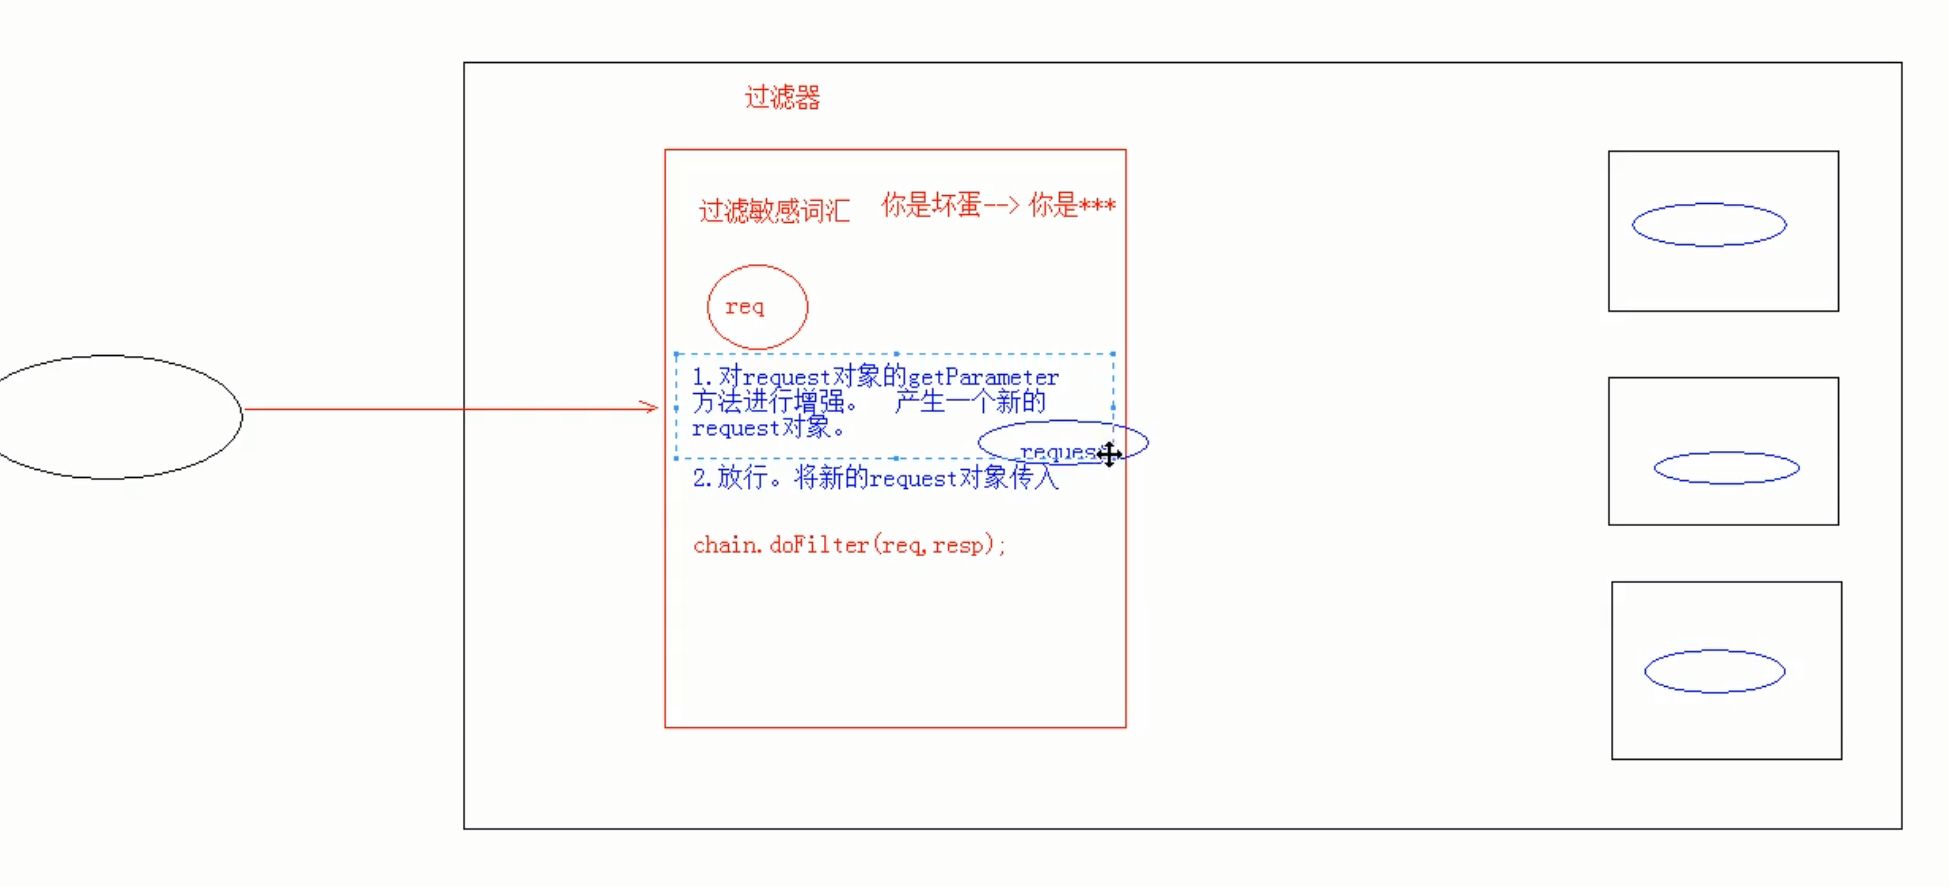 过滤器
过滤敏感词汇 你是坏蛋--> 你是***
req
1.对request对象的getParameter
方法进行增强。 产生一个新的
request对象。
request
2.放行。将新的request对象传入
chain.doFilter(req,resp);